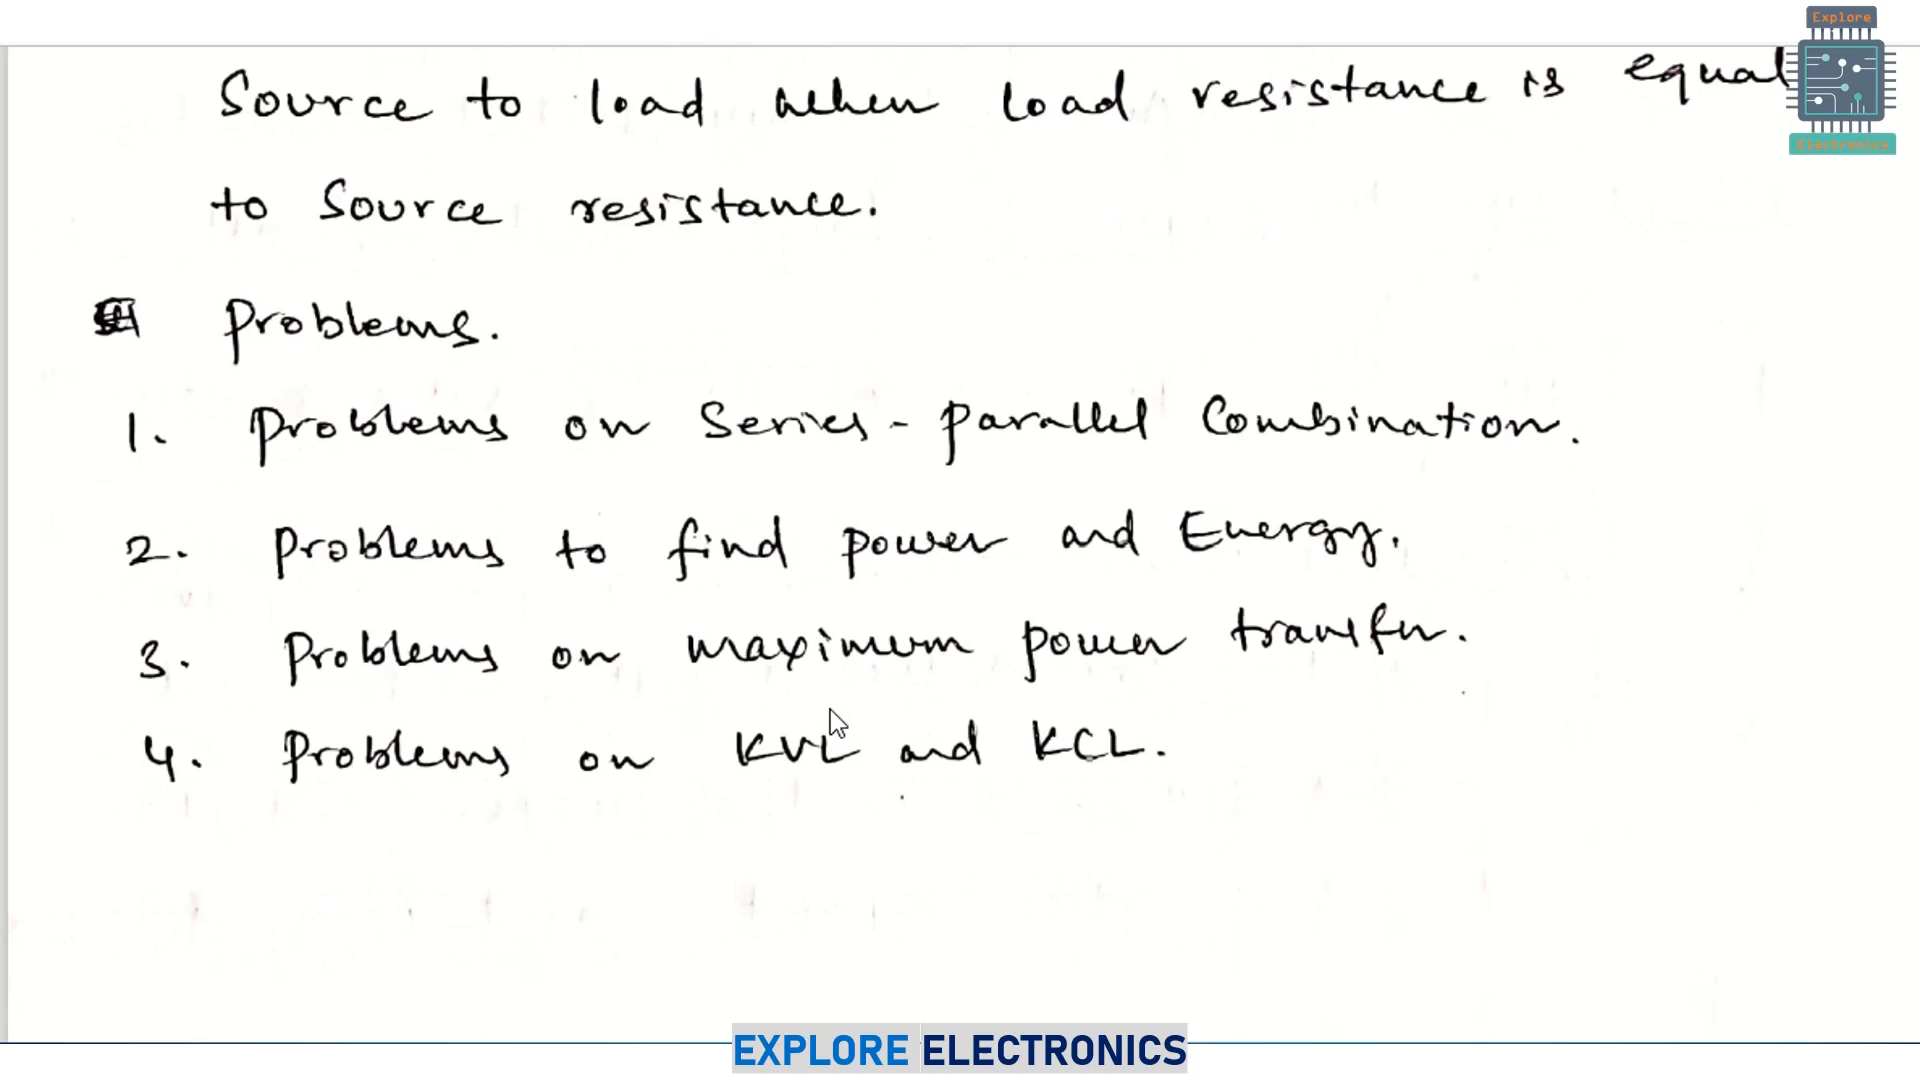 Explore
Source to load when load resistance is equal
Electronics
to Source resistance.
Problems.
1. Problems on Series - parallel Combination.
2. Problems to find power and Energy.
3. Problems on maximum power transfer.
4. Problems on KVL and KCL.
EXPLORE ELECTRONICS